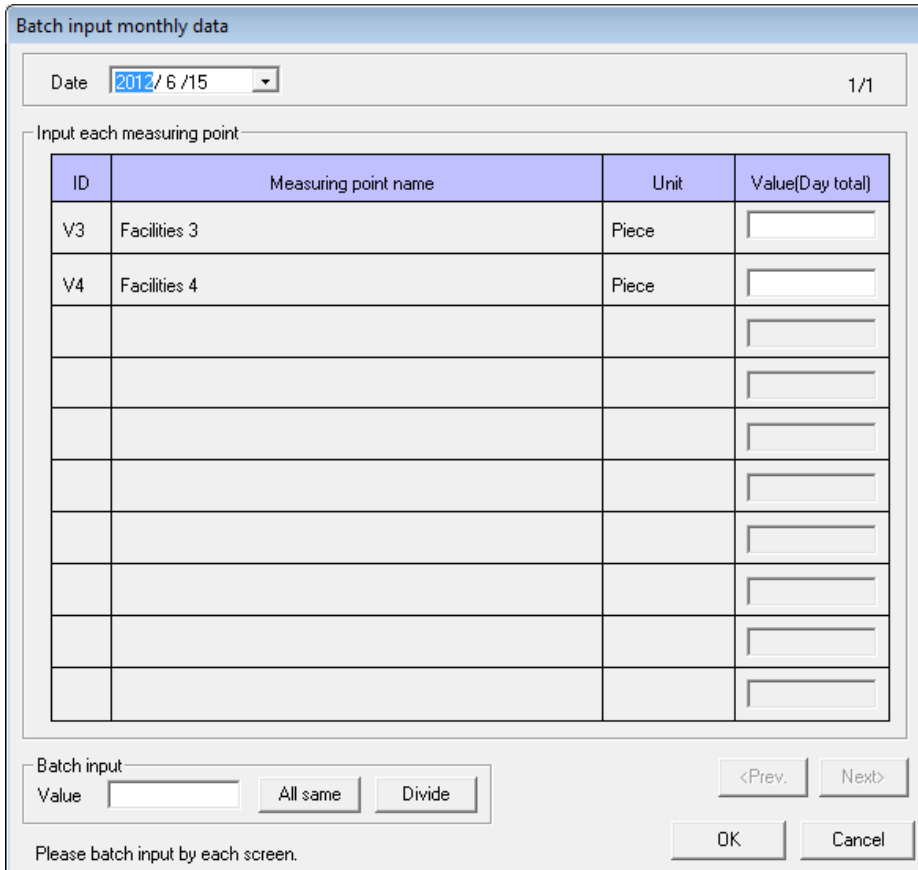 Batch input monthly data
Date 2012/ 6 /15
1/1
Input each measuring point
ID Measuring point name Unit Value(Day total)
V3 Facilities 3 Piece
V4 Facilities 4 Piece
Batch input
Value All same Divide
<Prev. Next>
OK Cancel
Please batch input by each screen.